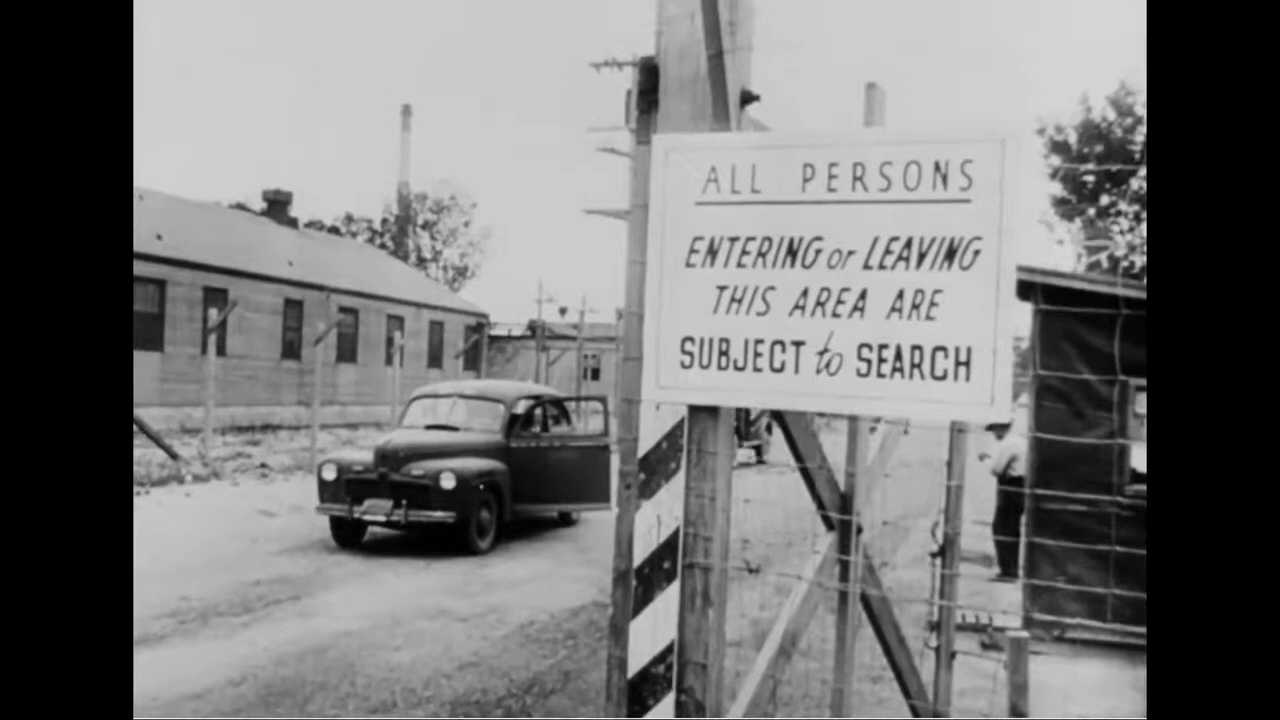 ALL PERSONS
ENTERING or LEAVING
THIS AREA ARE
SUBJECT to SEARCH